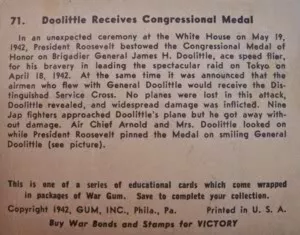 71. Doolittle Receives Congressional Medal
In an unexpected ceremony at the White House on May 19,
1942, President Roosevelt bestowed the Congressional Medal of
Honor on Brigadier General James H. Doolittle, ace speed flier,
for his bravery in leading the spectacular raid on Tokyo on
April 18, 1942. At the same time it was announced that the
airmen who flew with General Doolittle would receive the Dis-
tinguished Service Cross. No planes were lost in this attack,
Doolittle revealed, and widespread damage was inflicted. Nine
Jap fighters approached Doolittle's plane but he got away with-
out damage. Air Chief Arnold and Mrs. Doolittle looked on
while President Roosevelt pinned the Medal on smiling General
Doolittle (see picture).
This is one of a series of educational cards which come wrapped
in packages of War Gum. Save to complete your collection.
Copyright 1942, GUM, INC., Phila., Pa. Printed in U. S. A.
Buy War Bonds and Stamps for VICTORY